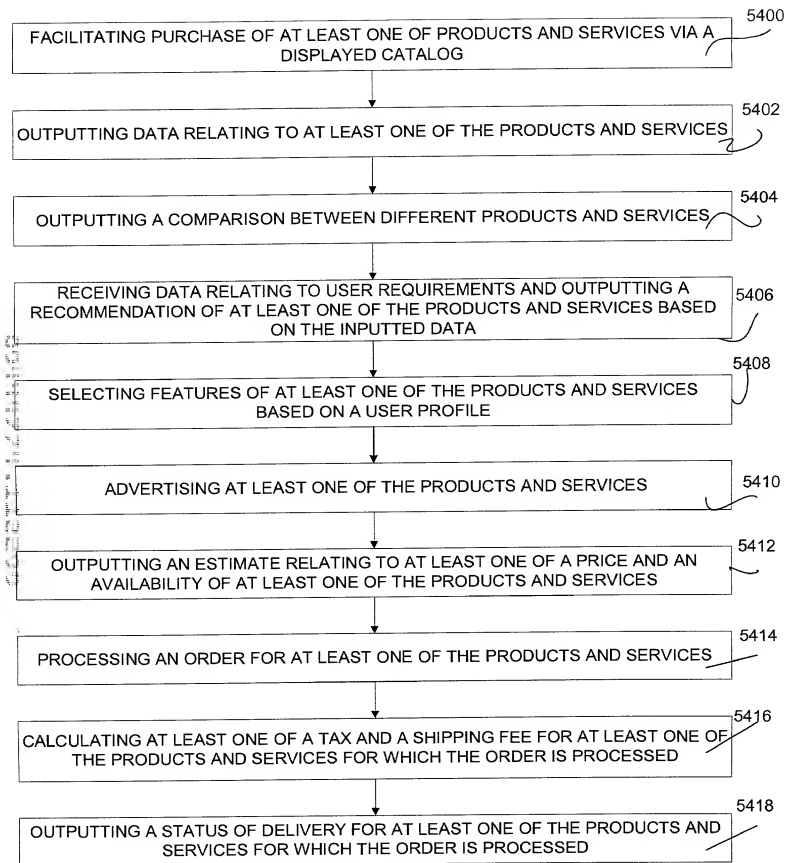 5400
FACILITATING PURCHASE OF AT LEAST ONE OF PRODUCTS AND SERVICES VIA A
DISPLAYED CATALOG
5402
OUTPUTTING DATA RELATING TO AT LEAST ONE OF THE PRODUCTS AND SERVICES
5404
OUTPUTTING A COMPARISON BETWEEN DIFFERENT PRODUCTS AND SERVICES
5406
RECEIVING DATA RELATING TO USER REQUIREMENTS AND OUTPUTTING A
RECOMMENDATION OF AT LEAST ONE OF THE PRODUCTS AND SERVICES BASED
ON THE INPUTTED DATA
5408
SELECTING FEATURES OF AT LEAST ONE OF THE PRODUCTS AND SERVICES
BASED ON A USER PROFILE
5410
ADVERTISING AT LEAST ONE OF THE PRODUCTS AND SERVICES
5412
OUTPUTTING AN ESTIMATE RELATING TO AT LEAST ONE OF A PRICE AND AN
AVAILABILITY OF AT LEAST ONE OF THE PRODUCTS AND SERVICES
5414
PROCESSING AN ORDER FOR AT LEAST ONE OF THE PRODUCTS AND SERVICES
5416
CALCULATING AT LEAST ONE OF A TAX AND A SHIPPING FEE FOR AT LEAST ONE OF
THE PRODUCTS AND SERVICES FOR WHICH THE ORDER IS PROCESSED
5418
OUTPUTTING A STATUS OF DELIVERY FOR AT LEAST ONE OF THE PRODUCTS AND
SERVICES FOR WHICH THE ORDER IS PROCESSED